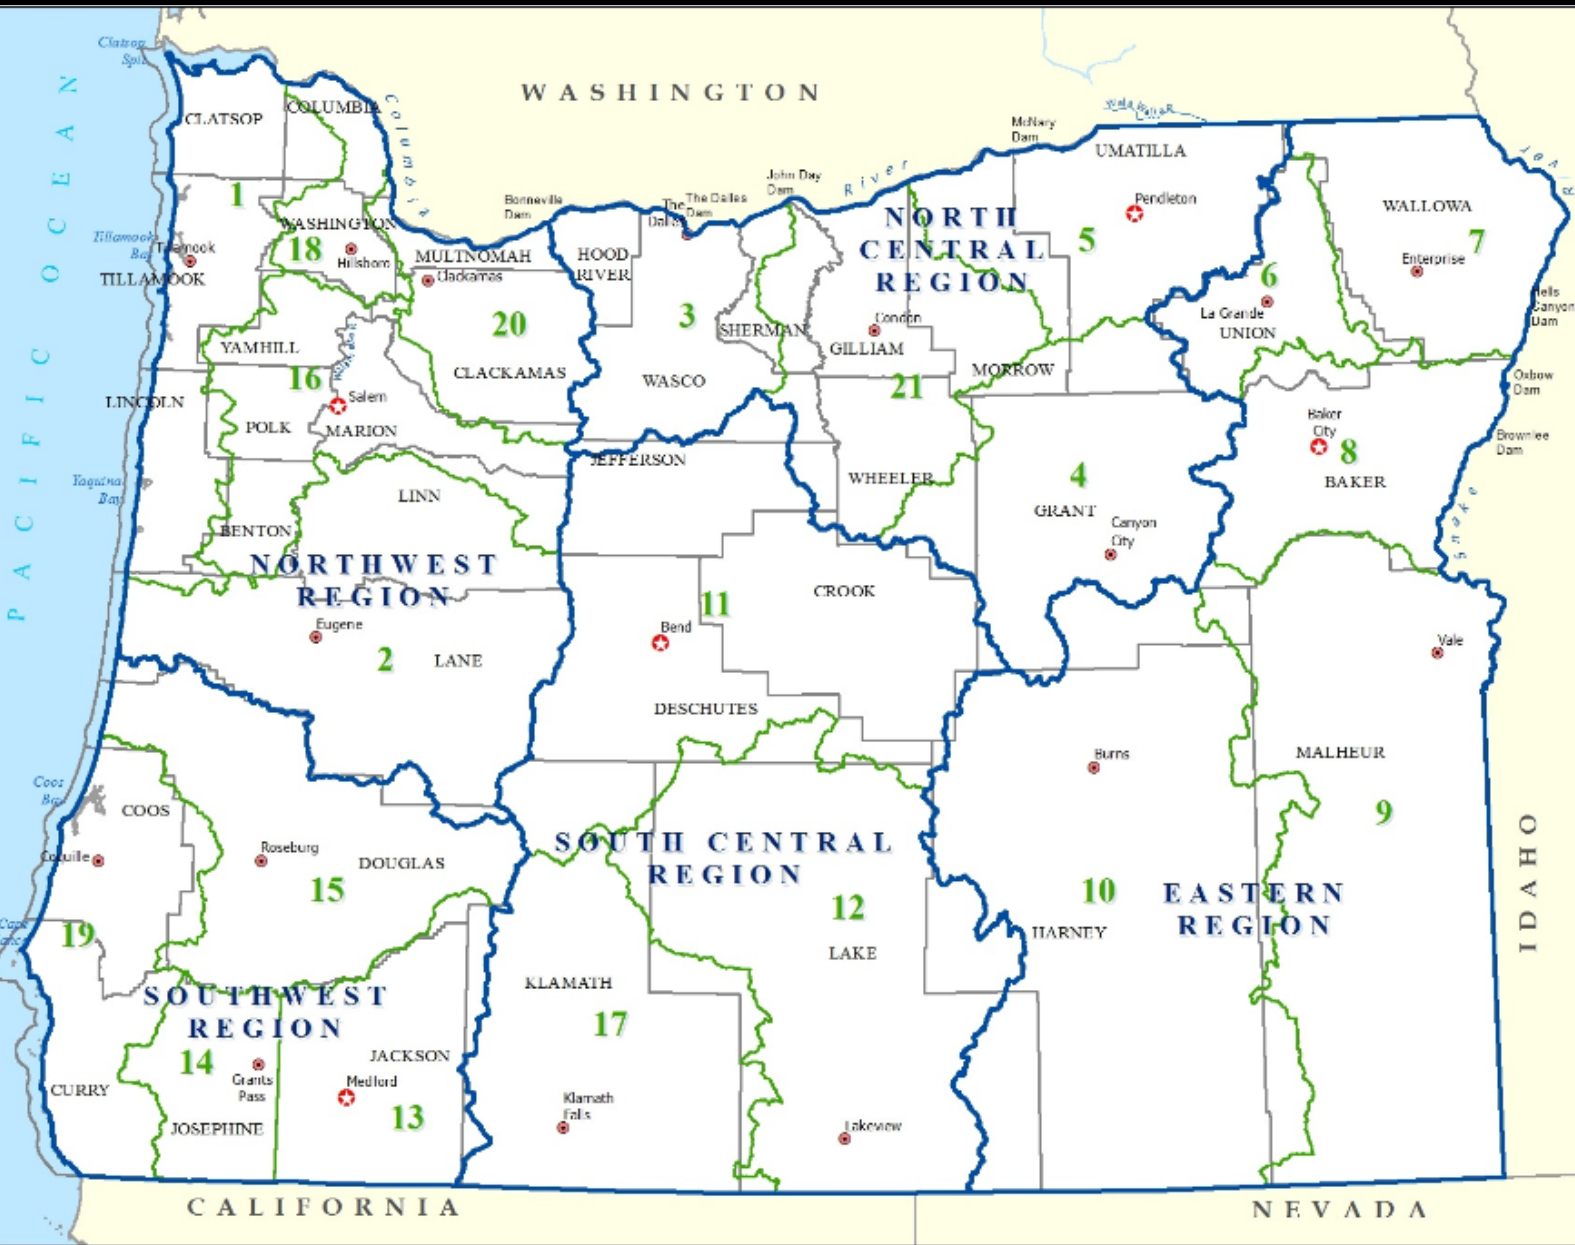 Clatsop
Spit
WASHINGTON
CLATSOP
COLUMBIA
Columbia
PACIFIC OCEAN
Walla Walla R
McNary
Dam
UMATILLA
John Day
Dam
River
Bonneville
Dam
The
Dalles
The Dalles
Dam
Pendleton
WALLOWA
1
WASHINGTON
18
Hillsboro
Tillamook
Bay
Tillamook
TILLAMOOK
MULTNOMAH
Clackamas
HOOD
RIVER
NORTH
CENTRAL
REGION
5
7
Enterprise
6
La Grande
UNION
Hells
Canyon
Dam
20
3
SHERMAN
Condon
GILLIAM
YAMHILL
16
CLACKAMAS
WASCO
21
MORROW
Oxbow
Dam
LINCOLN
Salem
POLK
MARION
Baker
City
8
BAKER
Brownlee
Dam
Snake
JEFFERSON
WHEELER
4
GRANT
Canyon
City
Yaquina
Bay
LINN
BENTON
NORTHWEST
REGION
Eugene
2
LANE
11
Bend
CROOK
DESCHUTES
Vale
Burns
MALHEUR
9
Coos
Bay
COOS
Coquille
Roseburg
DOUGLAS
15
SOUTH CENTRAL
REGION
12
LAKE
10
HARNEY
EASTERN
REGION
IDAHO
Cape
19
KLAMATH
17
SOUTHWEST
REGION
14
Grants
Pass
JACKSON
Medford
13
CURRY
JOSEPHINE
Klamath
Falls
Lakeview
CALIFORNIA
NEVADA